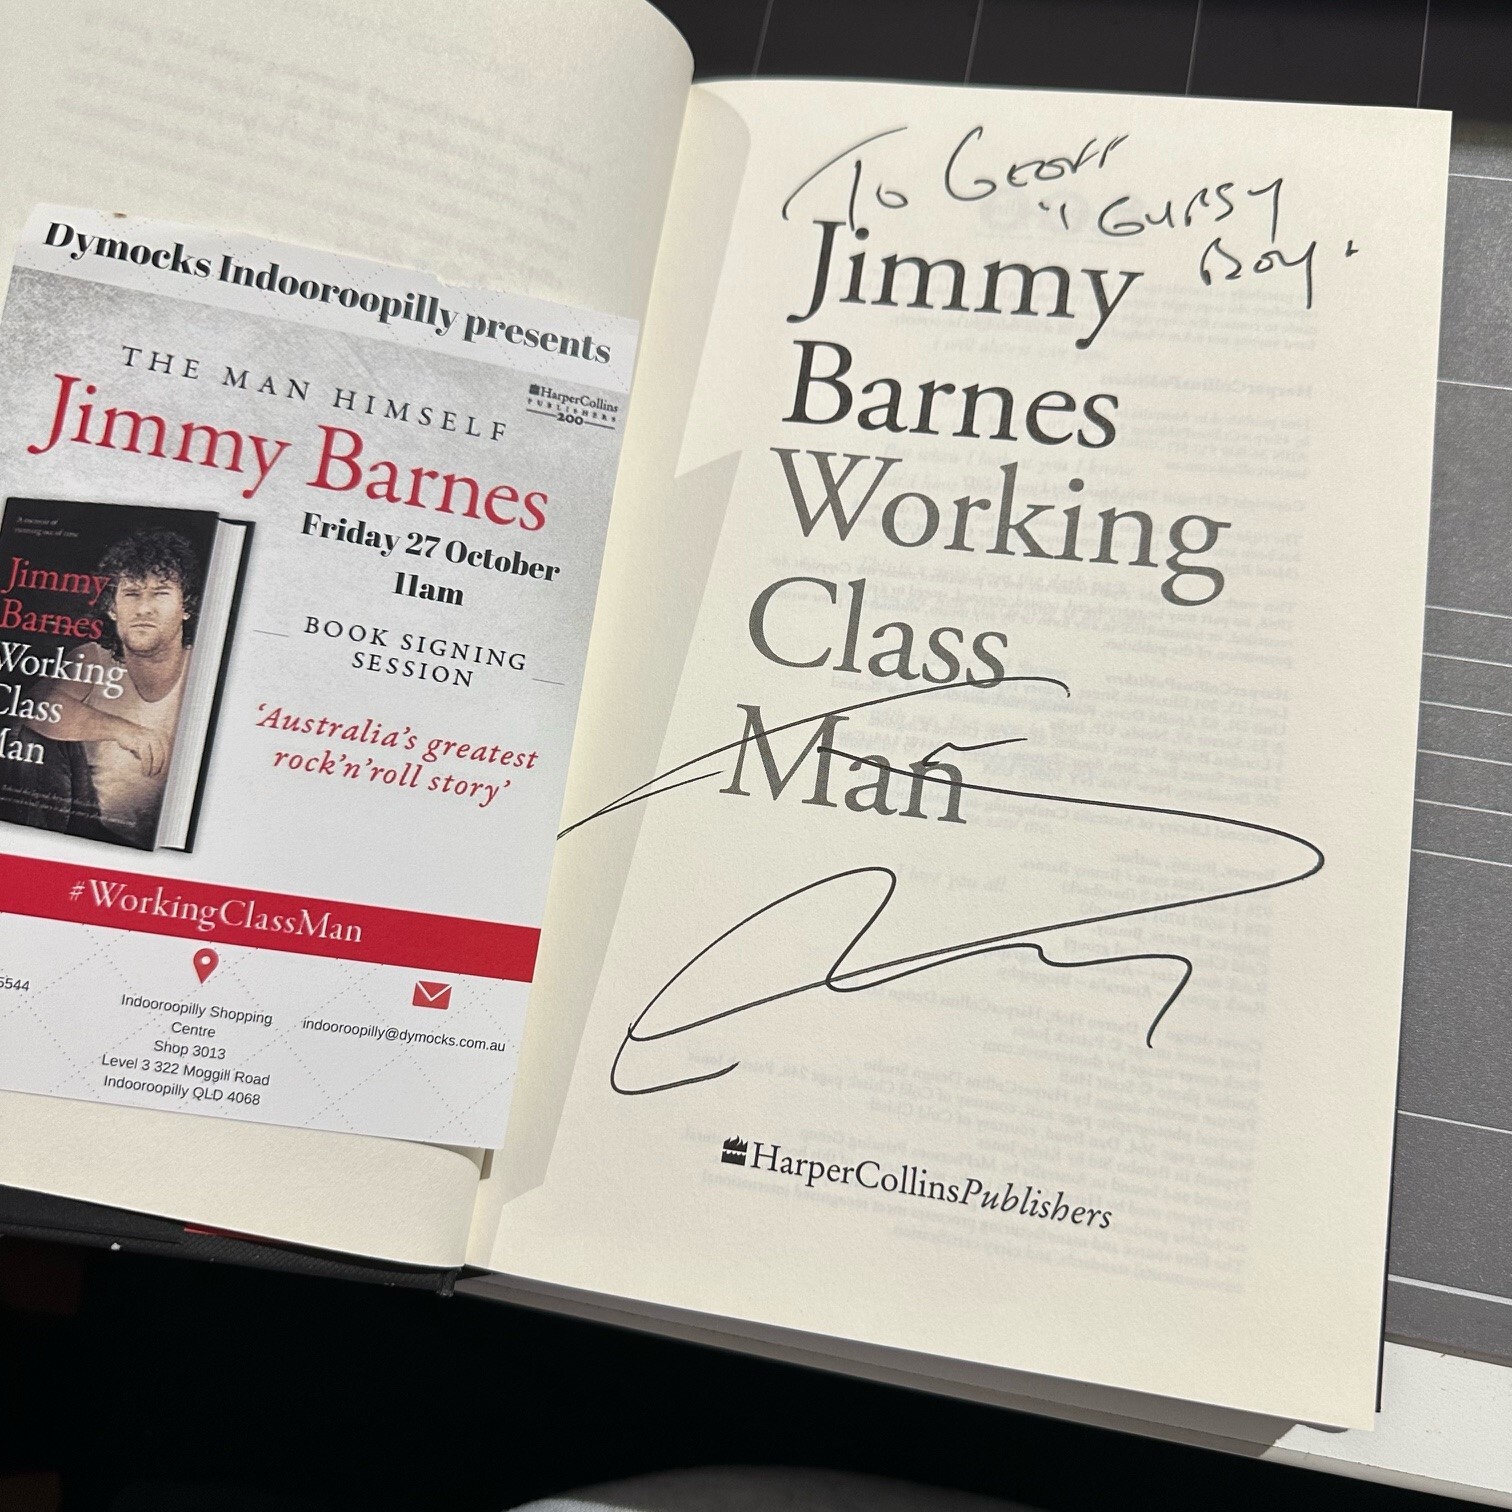 Dymocks Indooroopilly presents
THE MAN HIMSELF
HarperCollins
PUBLISHERS
200
Jimmy Barnes
Friday 27 October
11am
BOOK SIGNING
SESSION
'Australia's greatest
rock'n'roll story'
Jimmy
Barnes
Working
Class
Man
#WorkingClassMan
5544
Indooroopilly Shopping
Centre
Shop 3013
Level 3 322 Moggill Road
Indooroopilly QLD 4068
indooroopilly@dymocks.com.au
To Geoff
"Gypsy
Boy"
Jimmy
Barnes
Working
Class
Man
HarperCollinsPublishers